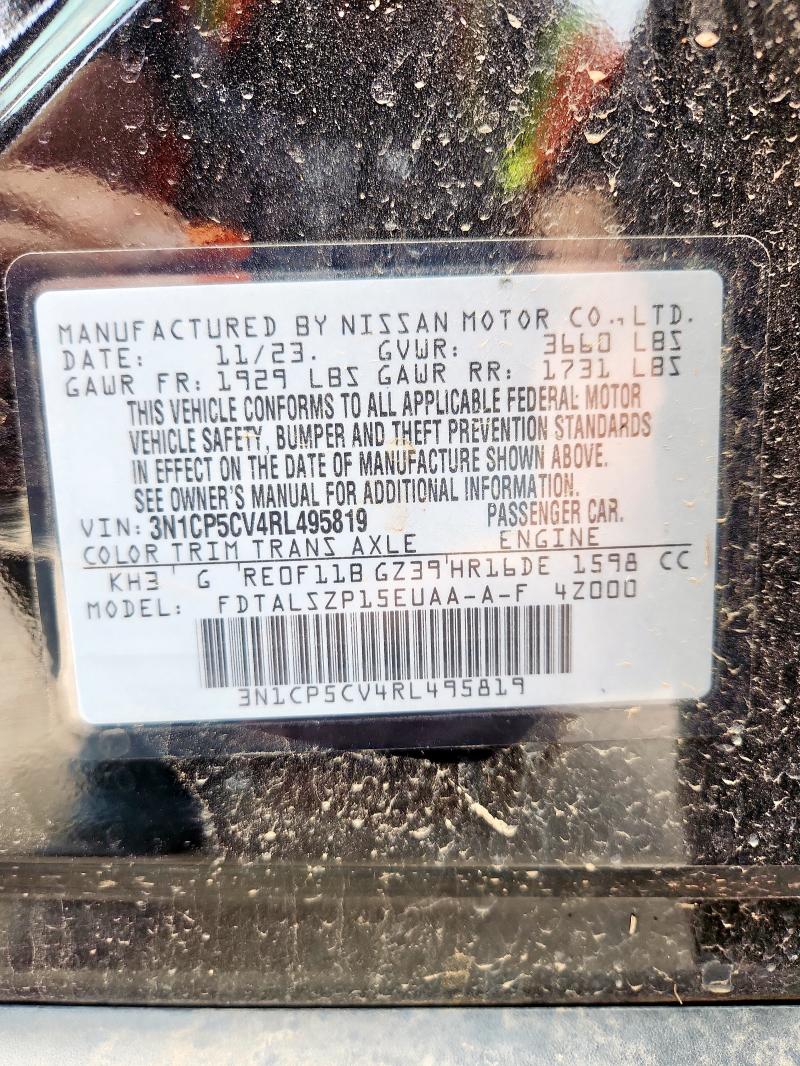 MANUFACTURED BY NISSAN MOTOR CO., LTD.
DATE: 11/23. GVWR: 3660 LBS
GAWR FR: 1929 LBS GAWR RR: 1731 LBS
THIS VEHICLE CONFORMS TO ALL APPLICABLE FEDERAL MOTOR
VEHICLE SAFETY, BUMPER AND THEFT PREVENTION STANDARDS
IN EFFECT ON THE DATE OF MANUFACTURE SHOWN ABOVE.
SEE OWNER'S MANUAL FOR ADDITIONAL INFORMATION.
VIN: 3N1CP5CV4RL495819 PASSENGER CAR.
COLOR TRIM TRANS AXLE ENGINE
KH3 G RE0F11B GZ39 HR16DE 1598 CC
MODEL: FDTALSZP15EUAA-A-F 4Z000
3N1CP5CV4RL495819